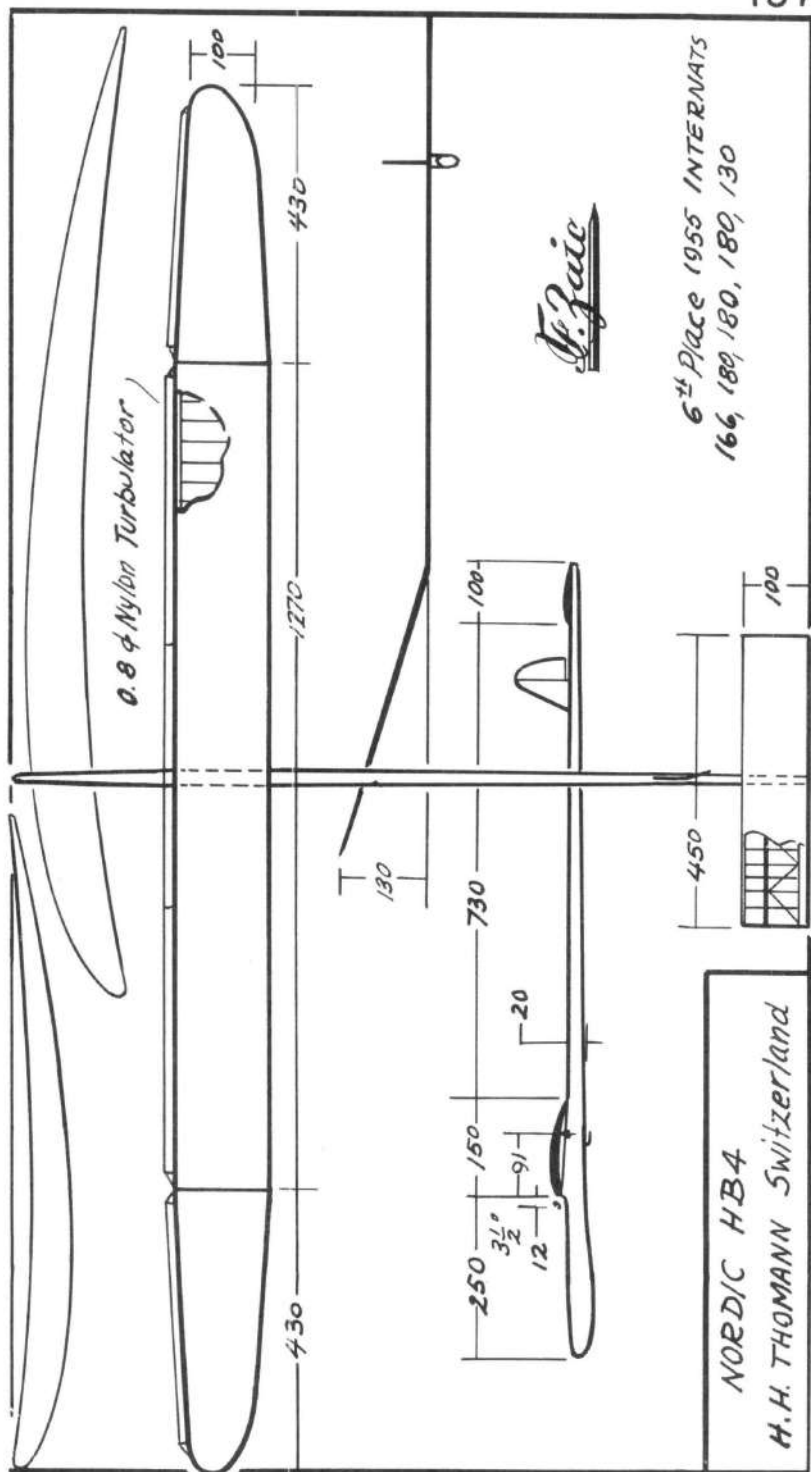 0.8 φ Nylon Turbulator
100
430
1270
430
130
F. Zaic
6th Place 1955 INTERNATS
166, 180, 180, 180, 130
250
150
730
100
3½°
12
91
20
450
100
NORDIC HB4
H.H. THOMANN Switzerland